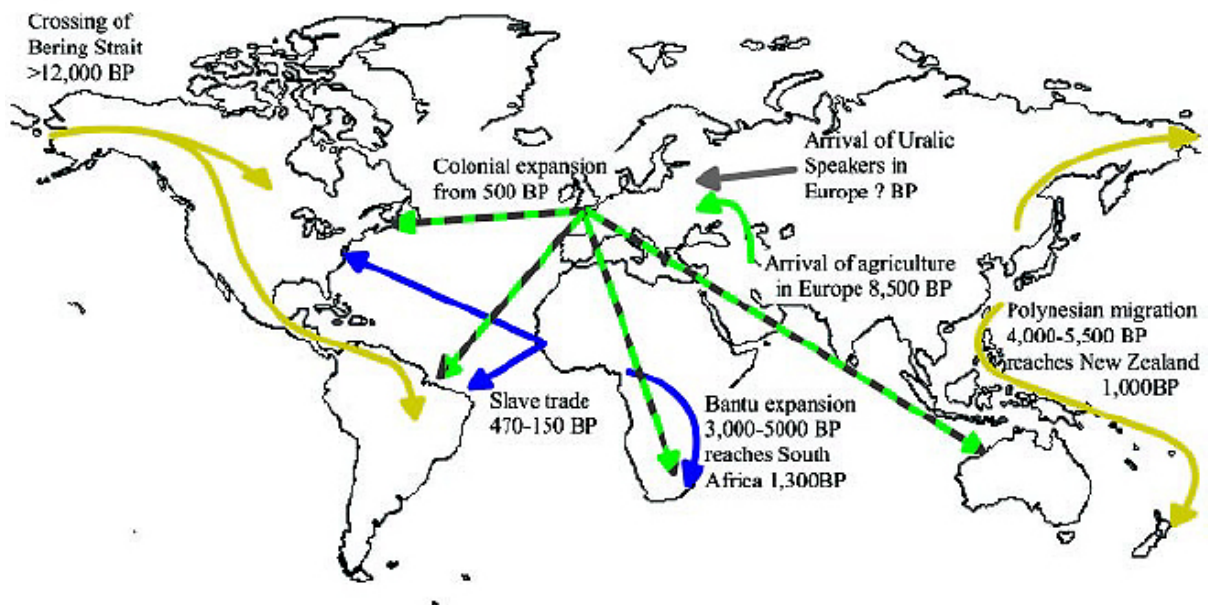 Crossing of
Bering Strait
>12,000 BP
Colonial expansion
from 500 BP
Arrival of Uralic
Speakers in
Europe ? BP
Arrival of agriculture
in Europe 8,500 BP
Polynesian migration
4,000-5,500 BP
reaches New Zealand
1,000BP
Slave trade
470-150 BP
Bantu expansion
3,000-5000 BP
reaches South
Africa 1,300BP